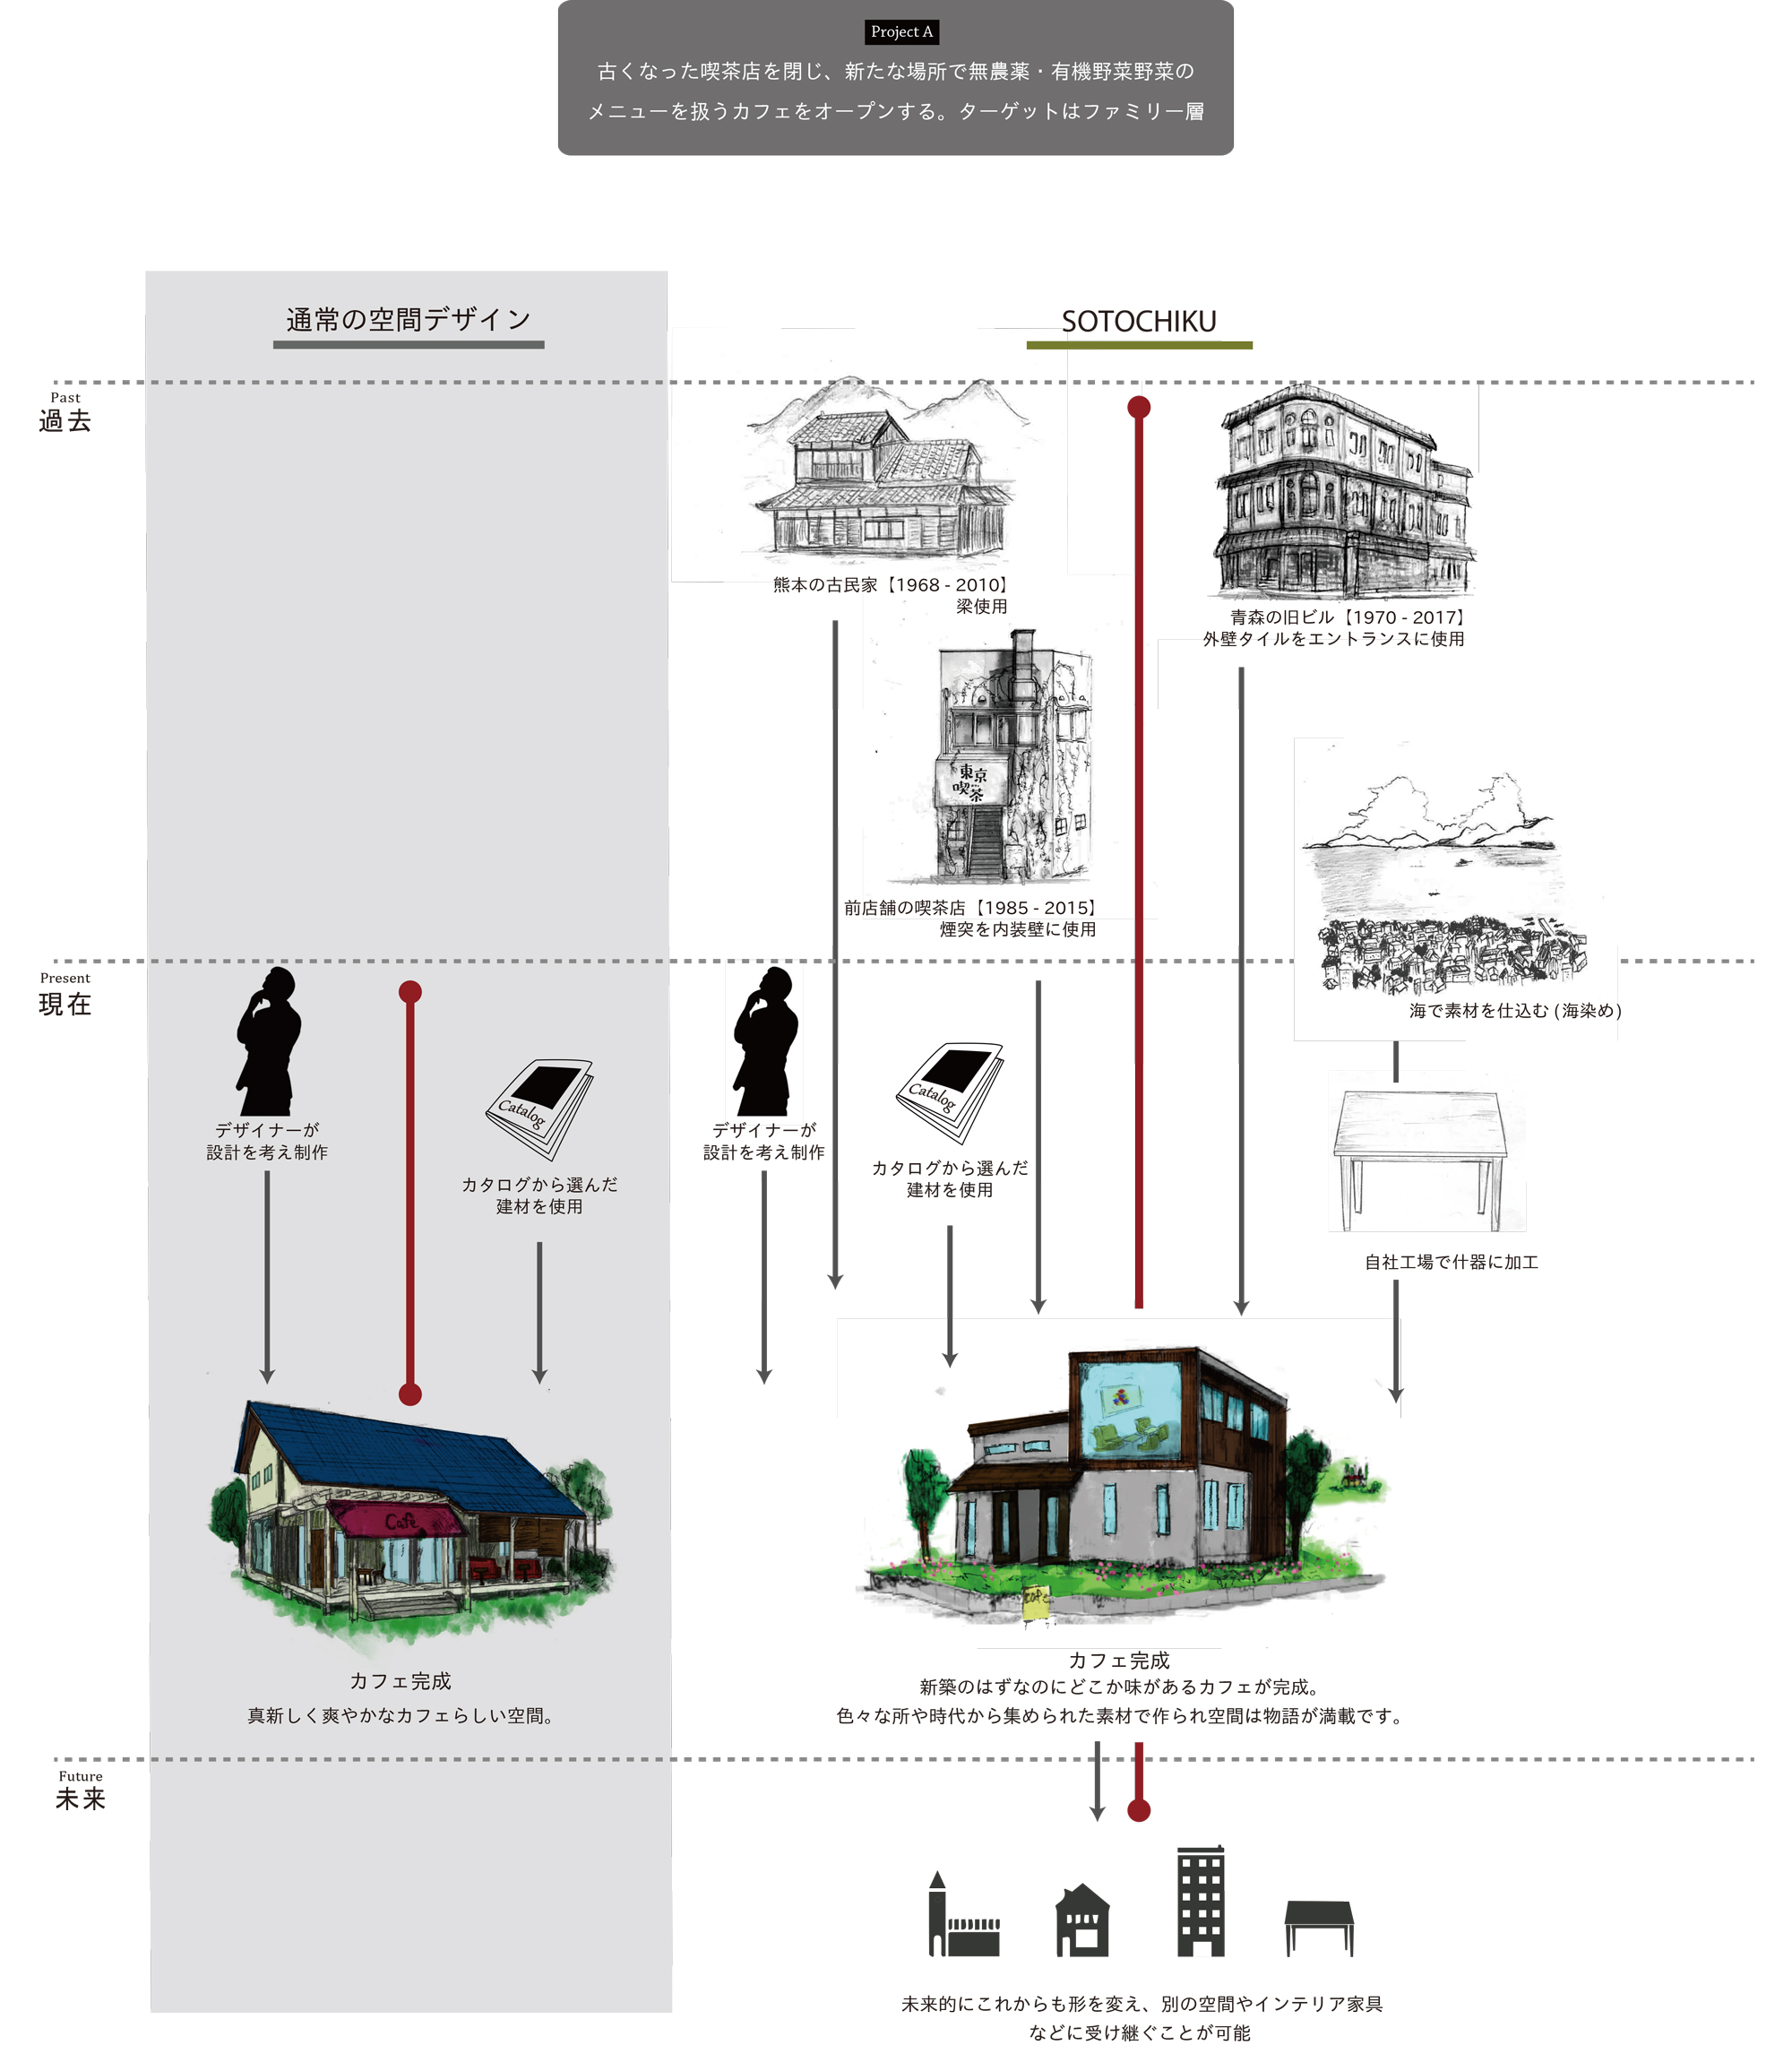 Project A
古くなった喫茶店を閉じ、新たな場所で無農薬・有機野菜野菜の
メニューを扱うカフェをオープンする。ターゲットはファミリー層
通常の空間デザイン
SOTOCHIKU
Past
過去
熊本の古民家【1968 - 2010】
梁使用
青森の旧ビル【1970 - 2017】
外壁タイルをエントランスに使用
東京
喫茶
前店舗の喫茶店【1985 - 2015】
煙突を内装壁に使用
Present
現在
海で素材を仕込む (海染め)
デザイナーが
設計を考え制作
Catalog
カタログから選んだ
建材を使用
デザイナーが
設計を考え制作
Catalog
カタログから選んだ
建材を使用
自社工場で什器に加工
Cafe
cafe
カフェ完成
真新しく爽やかなカフェらしい空間。
カフェ完成
新築のはずなのにどこか味があるカフェが完成。
色々な所や時代から集められた素材で作られ空間は物語が満載です。
Future
未来
未来的にこれからも形を変え、別の空間やインテリア家具
などに受け継ぐことが可能